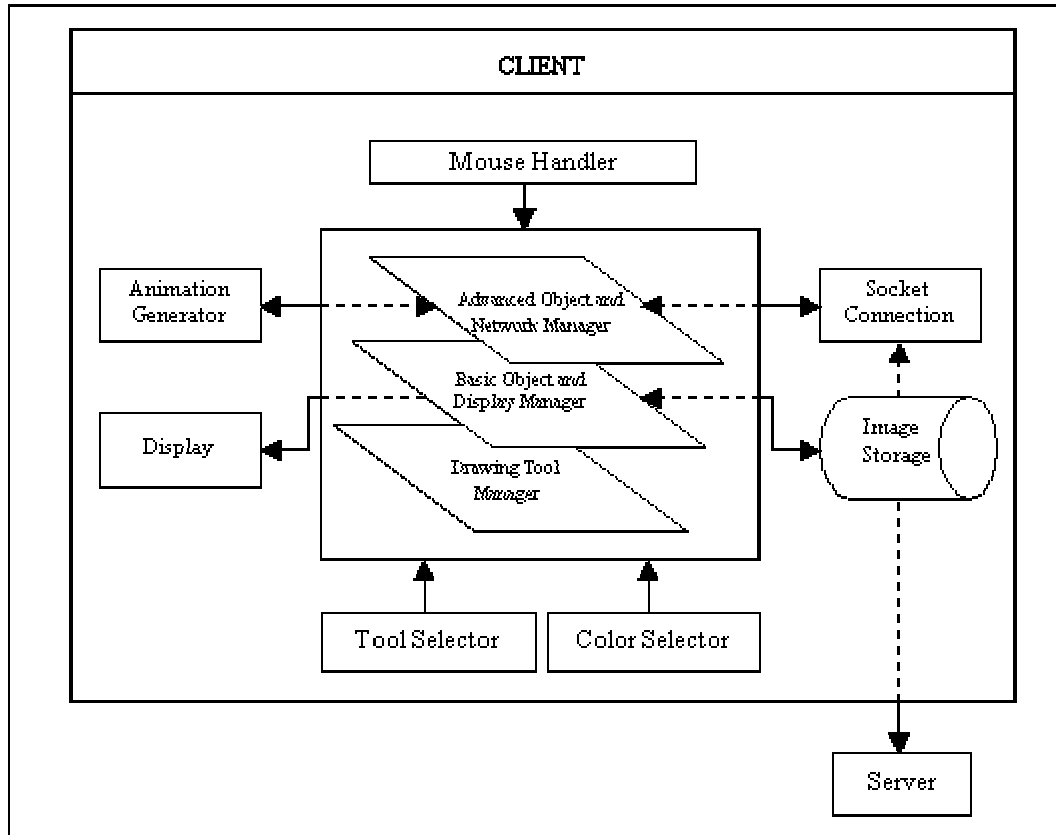 CLIENT
Mouse Handler
Animation
Generator
Advanced Object and
Network Manager
Socket
Connection
Basic Object and
Display Manager
Display
Image
Storage
Drawing Tool
Manager
Tool Selector
Color Selector
Server